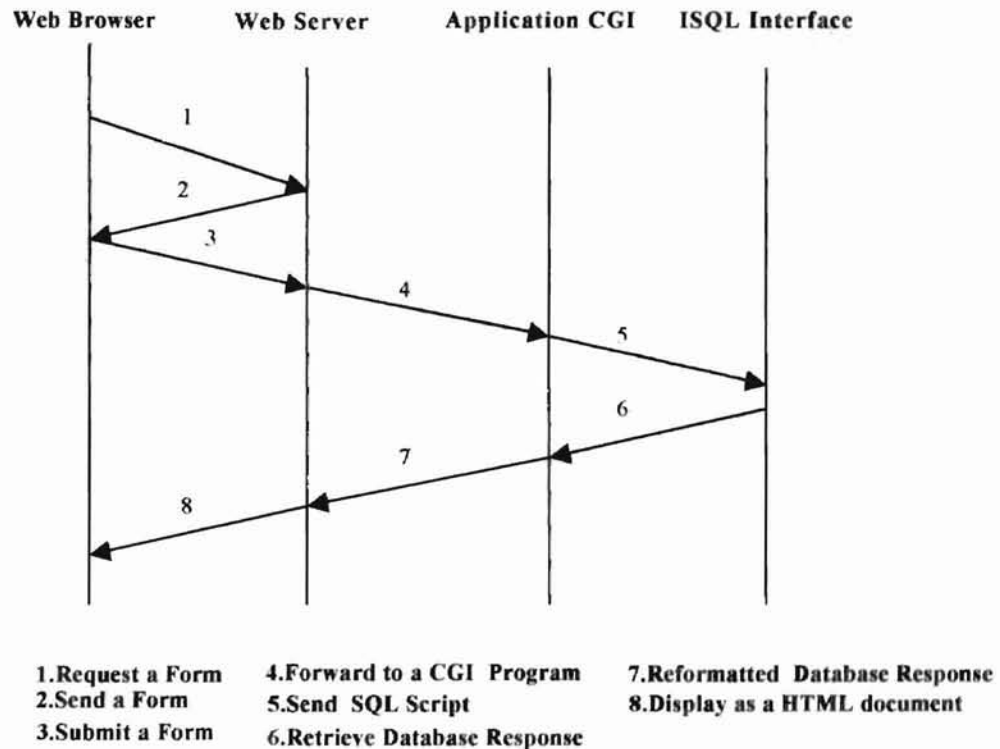 Web Browser Web Server Application CGI ISQL Interface
1
2
3
4
5
6
7
8
1.Request a Form 4.Forward to a CGI Program 7.Reformatted Database Response
2.Send a Form 5.Send SQL Script 8.Display as a HTML document
3.Submit a Form 6.Retrieve Database Response